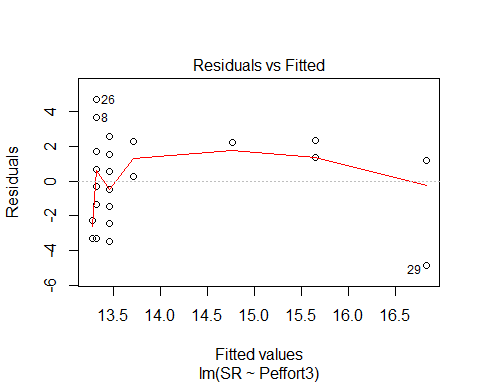 Residuals vs Fitted
Residuals
4
2
0
-2
-4
-6
26
8
29
13.5 14.0 14.5 15.0 15.5 16.0 16.5
Fitted values
lm(SR ~ Peffort3)